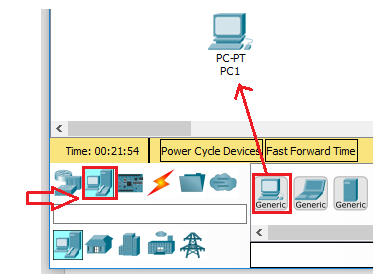 PC-PT
PC1
Time: 00:21:54 Power Cycle Devices Fast Forward Time
Generic Generic Generic